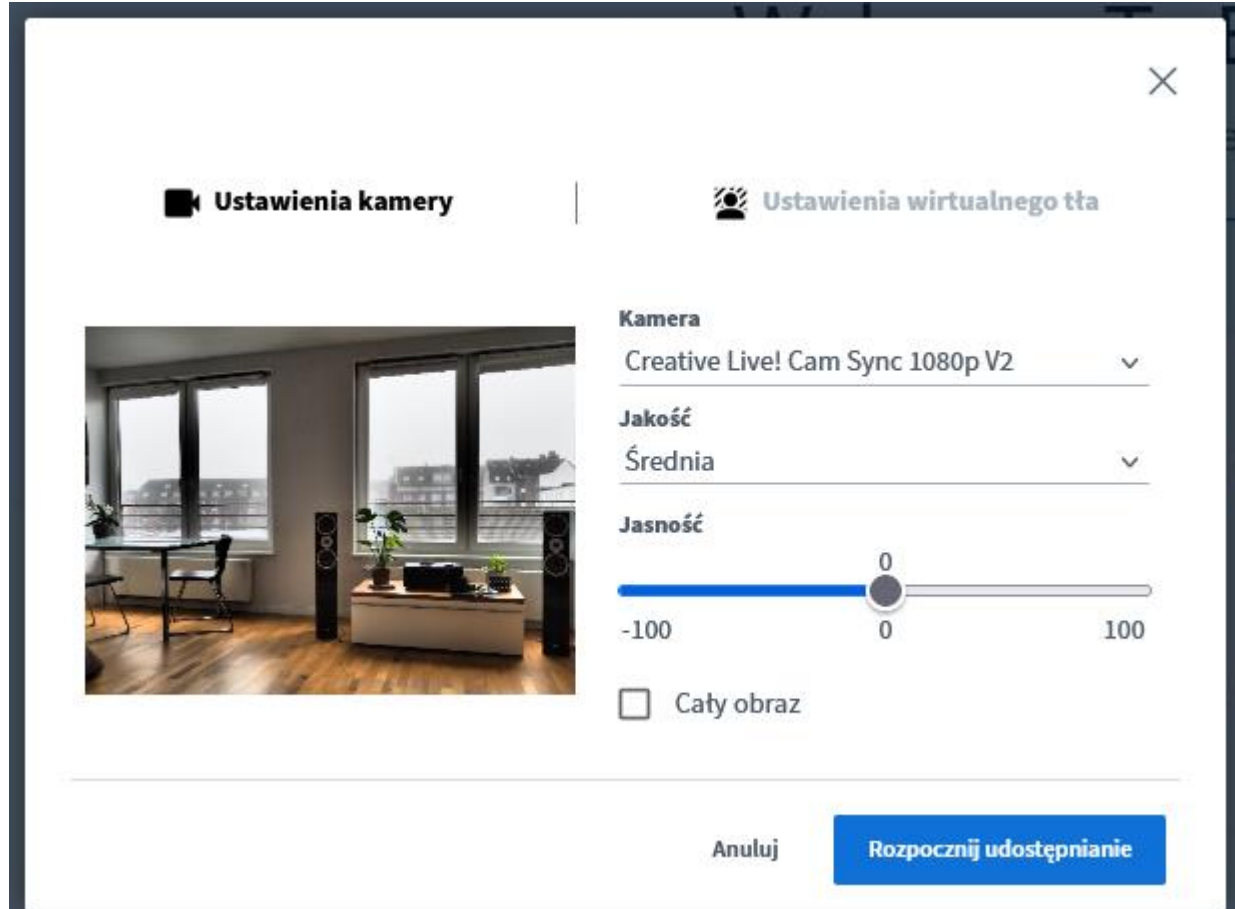 Ustawienia kamery
Ustawienia wirtualnego tła
Kamera
Creative Live! Cam Sync 1080p V2
Jakość
Średnia
Jasność
0
-100 0 100
Cały obraz
Anuluj
Rozpocznij udostępnianie